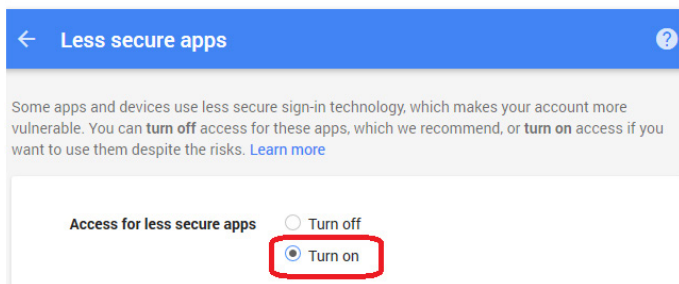 Less secure apps
Some apps and devices use less secure sign-in technology, which makes your account more
vulnerable. You can turn off access for these apps, which we recommend, or turn on access if you
want to use them despite the risks. Learn more
Access for less secure apps
Turn off
Turn on